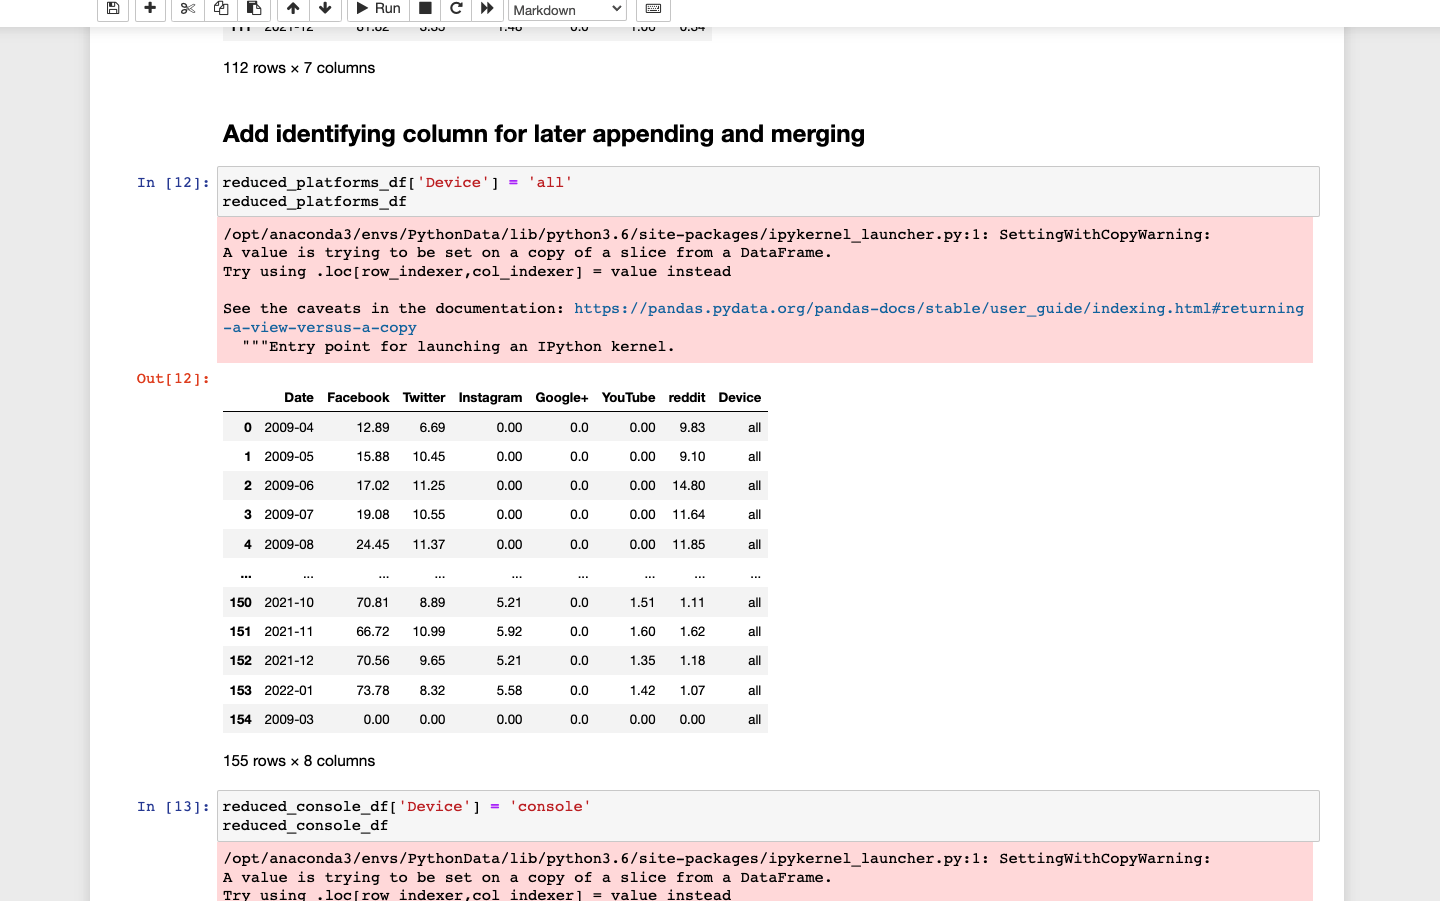 Run
Markdown
111 2021-12 81.82 3.35 1.48 0.0 1.06 0.54
112 rows × 7 columns
Add identifying column for later appending and merging
In [12]: reduced_platforms_df['Device'] = 'all'
reduced_platforms_df
/opt/anaconda3/envs/PythonData/lib/python3.6/site-packages/ipykernel_launcher.py:1: SettingWithCopyWarning:
A value is trying to be set on a copy of a slice from a DataFrame.
Try using .loc[row_indexer,col_indexer] = value instead
See the caveats in the documentation: https://pandas.pydata.org/pandas-docs/stable/user_guide/indexing.html#returning
-a-view-versus-a-copy
"""Entry point for launching an IPython kernel.
Out[12]:
Date Facebook Twitter Instagram Google+ YouTube reddit Device
0 2009-04 12.89 6.69 0.00 0.0 0.00 9.83 all
1 2009-05 15.88 10.45 0.00 0.0 0.00 9.10 all
2 2009-06 17.02 11.25 0.00 0.0 0.00 14.80 all
3 2009-07 19.08 10.55 0.00 0.0 0.00 11.64 all
4 2009-08 24.45 11.37 0.00 0.0 0.00 11.85 all
... ... ... ... ... ... ... ... ...
150 2021-10 70.81 8.89 5.21 0.0 1.51 1.11 all
151 2021-11 66.72 10.99 5.92 0.0 1.60 1.62 all
152 2021-12 70.56 9.65 5.21 0.0 1.35 1.18 all
153 2022-01 73.78 8.32 5.58 0.0 1.42 1.07 all
154 2009-03 0.00 0.00 0.00 0.0 0.00 0.00 all
155 rows × 8 columns
In [13]: reduced_console_df['Device'] = 'console'
reduced_console_df
/opt/anaconda3/envs/PythonData/lib/python3.6/site-packages/ipykernel_launcher.py:1: SettingWithCopyWarning:
A value is trying to be set on a copy of a slice from a DataFrame.
Try using .loc[row_indexer,col_indexer] = value instead